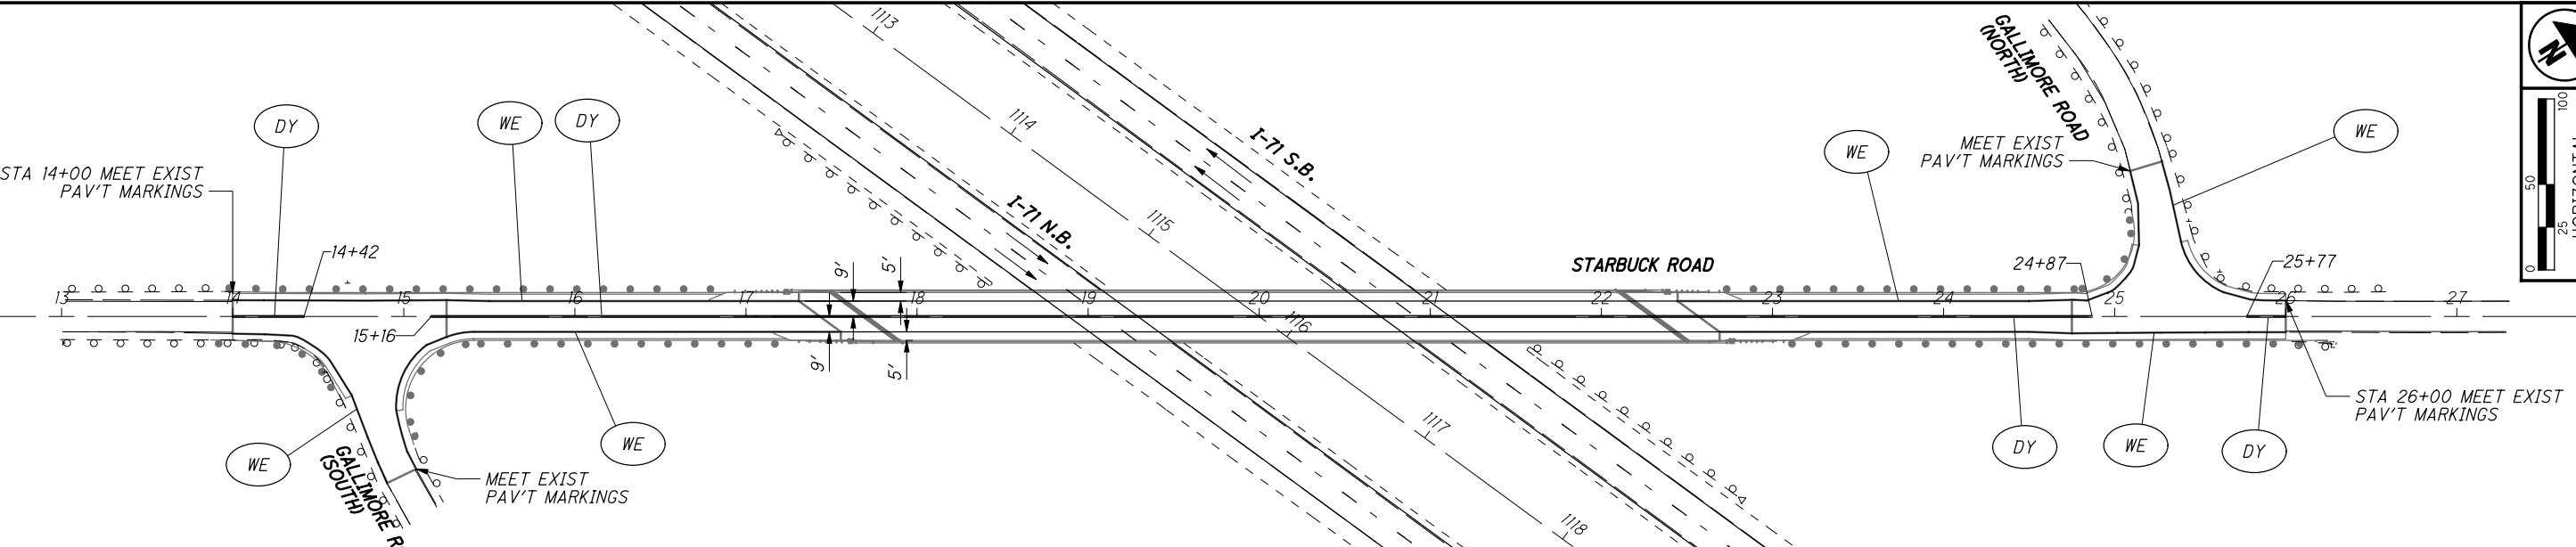 1113
GALLIMORE ROAD
(NORTH)
N
100
50
25
0
DY
WE
DY
1114
I-71 S.B.
MEET EXIST
PAV'T MARKINGS
WE
WE
STA 14+00 MEET EXIST
PAV'T MARKINGS
I-71 N.B.
1115
14+42
9'
5'
STARBUCK ROAD
24+87
25+77
13
14
15
16
17
18
19
20
21
22
23
24
25
26
27
15+16
9'
5'
1116
STA 26+00 MEET EXIST
PAV'T MARKINGS
WE
WE
GALLIMORE R
(SOUTH)
MEET EXIST
PAV'T MARKINGS
1117
DY
WE
DY
1118